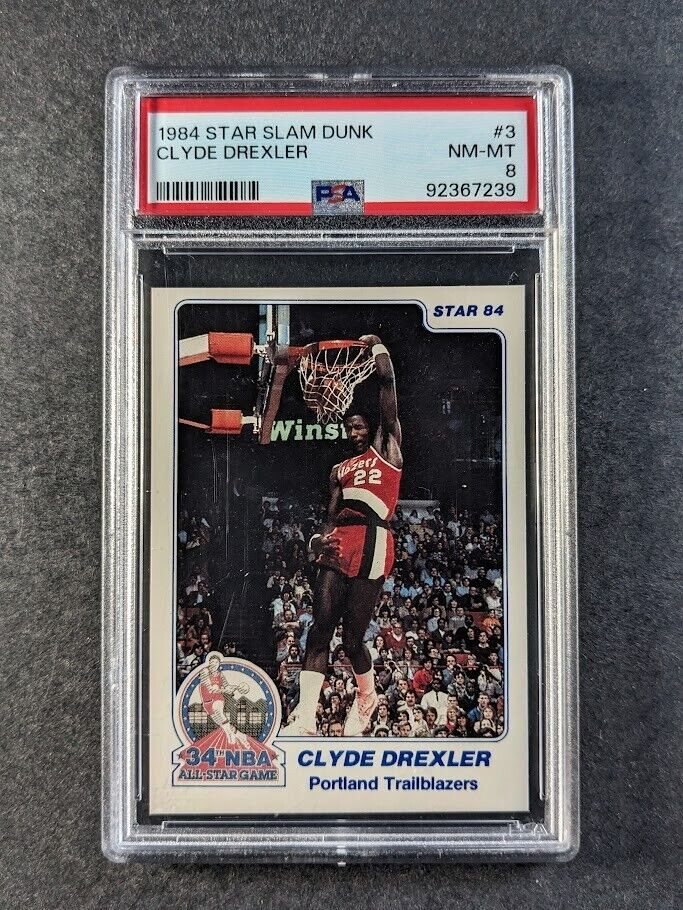 1984 STAR SLAM DUNK #3
CLYDE DREXLER NM-MT
8
PSA 92367239
STAR 84
Winst
lazers
22
34TH NBA
ALL-STAR GAME
CLYDE DREXLER
Portland Trailblazers